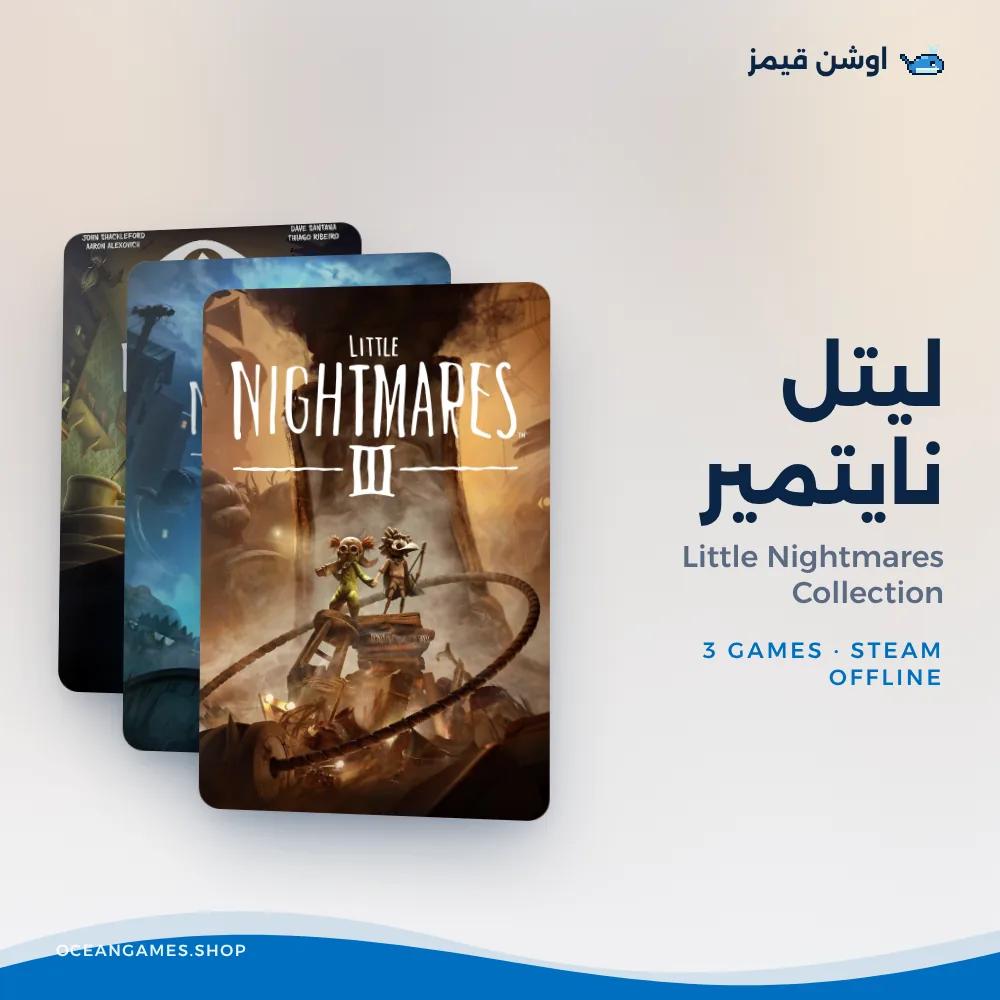 اوشن قيمز
JOHN SHACKLEFORD
AARON ALEXOVICH
DAVE SANTANA
THIAGO RIBEIRO
LITTLE
NIGHTMARES™
III
ليتل
نايتمير
Little Nightmares
Collection
3 GAMES · STEAM
OFFLINE
OCEANGAMES.SHOP